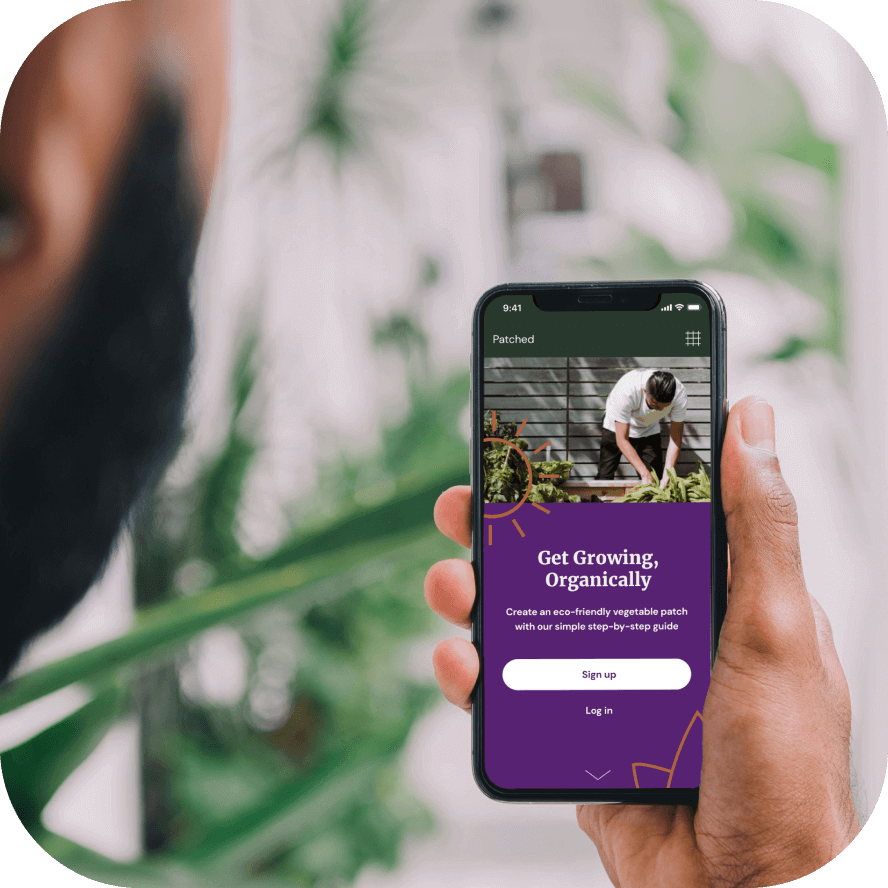 9:41
Patched
Get Growing,
Organically
Create an eco-friendly vegetable patch
with our simple step-by-step guide
Sign up
Log in